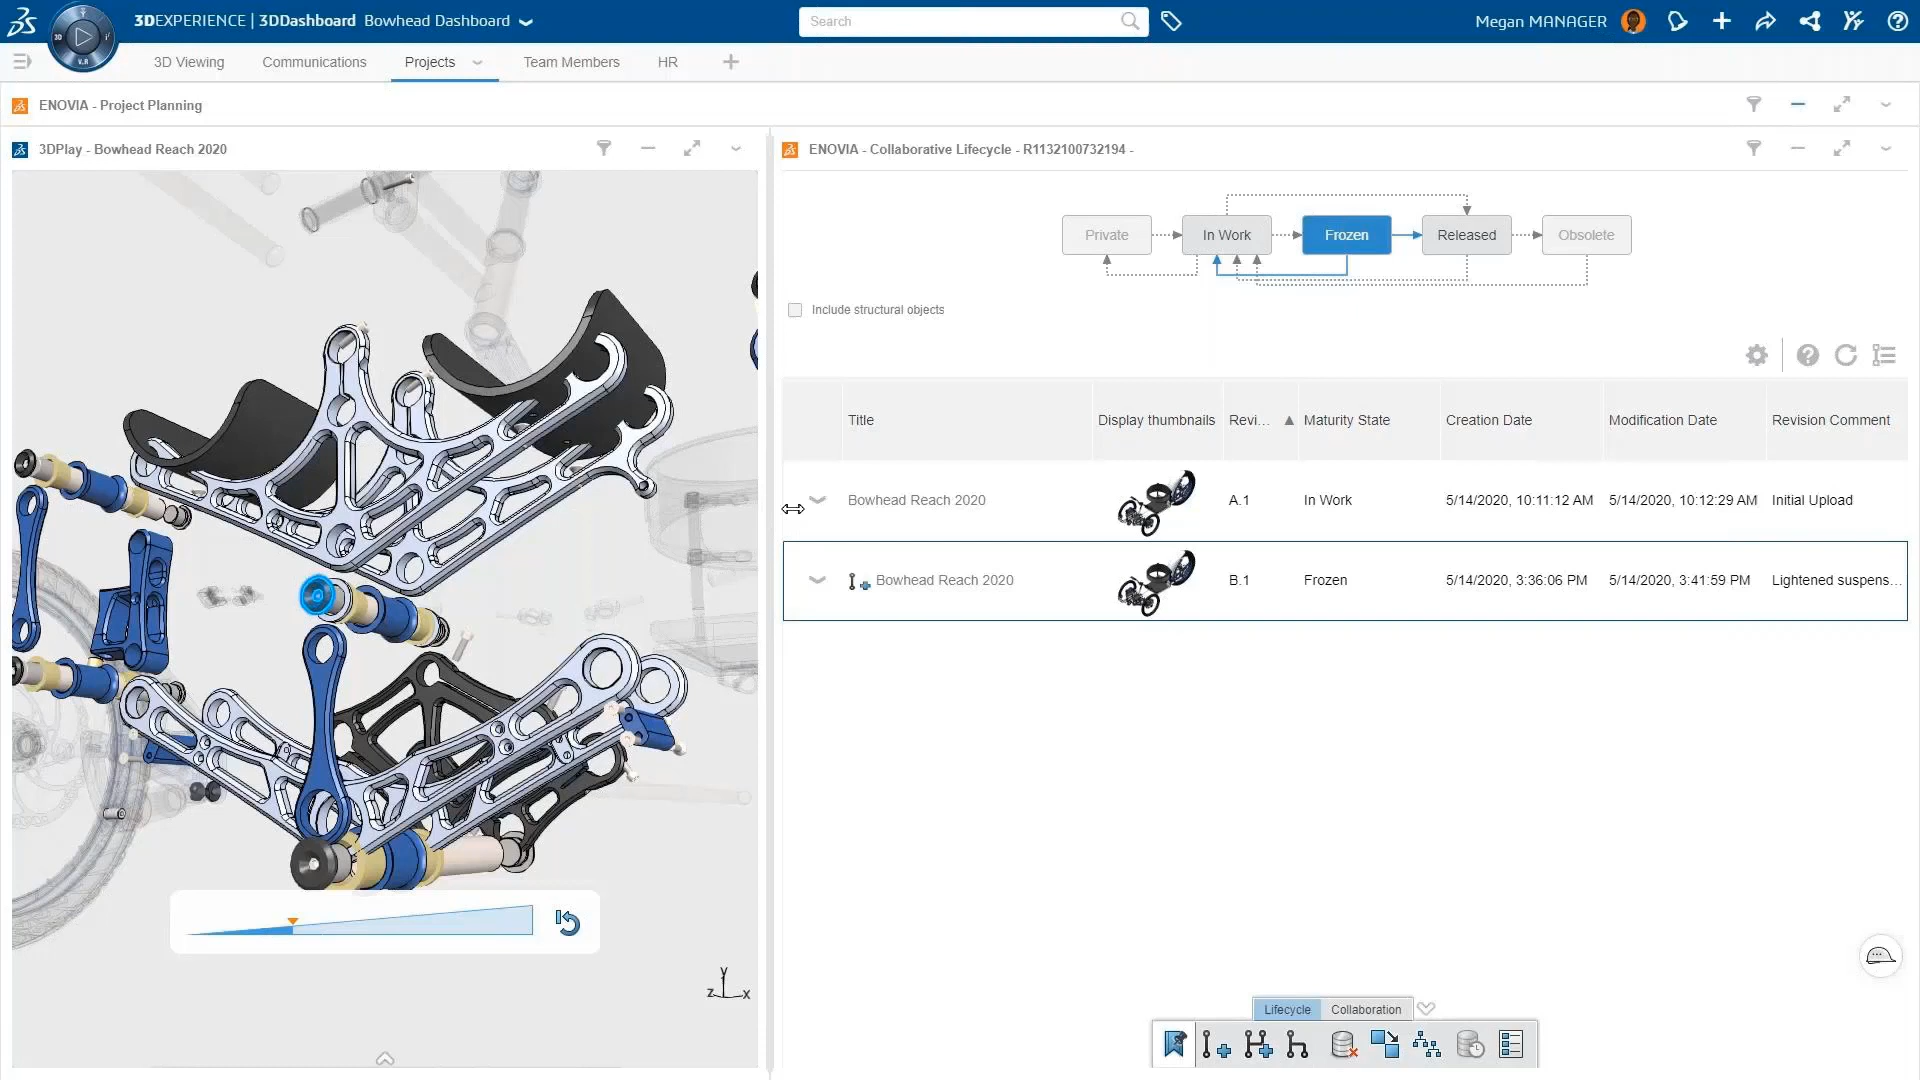 3DEXPERIENCE | 3DDashboard Bowhead Dashboard
Search
Megan MANAGER
3D
V.R
3D Viewing
Communications
Projects
Team Members
HR
ENOVIA - Project Planning
3DPlay - Bowhead Reach 2020
ENOVIA - Collaborative Lifecycle - R1132100732194 -
Private
In Work
Frozen
Released
Obsolete
Include structural objects
Title
Display thumbnails
Revi...
Maturity State
Creation Date
Modification Date
Revision Comment
Bowhead Reach 2020
A.1
In Work
5/14/2020, 10:11:12 AM
5/14/2020, 10:12:29 AM
Initial Upload
Bowhead Reach 2020
B.1
Frozen
5/14/2020, 3:36:06 PM
5/14/2020, 3:41:59 PM
Lightened suspens...
y
z
x
Lifecycle
Collaboration